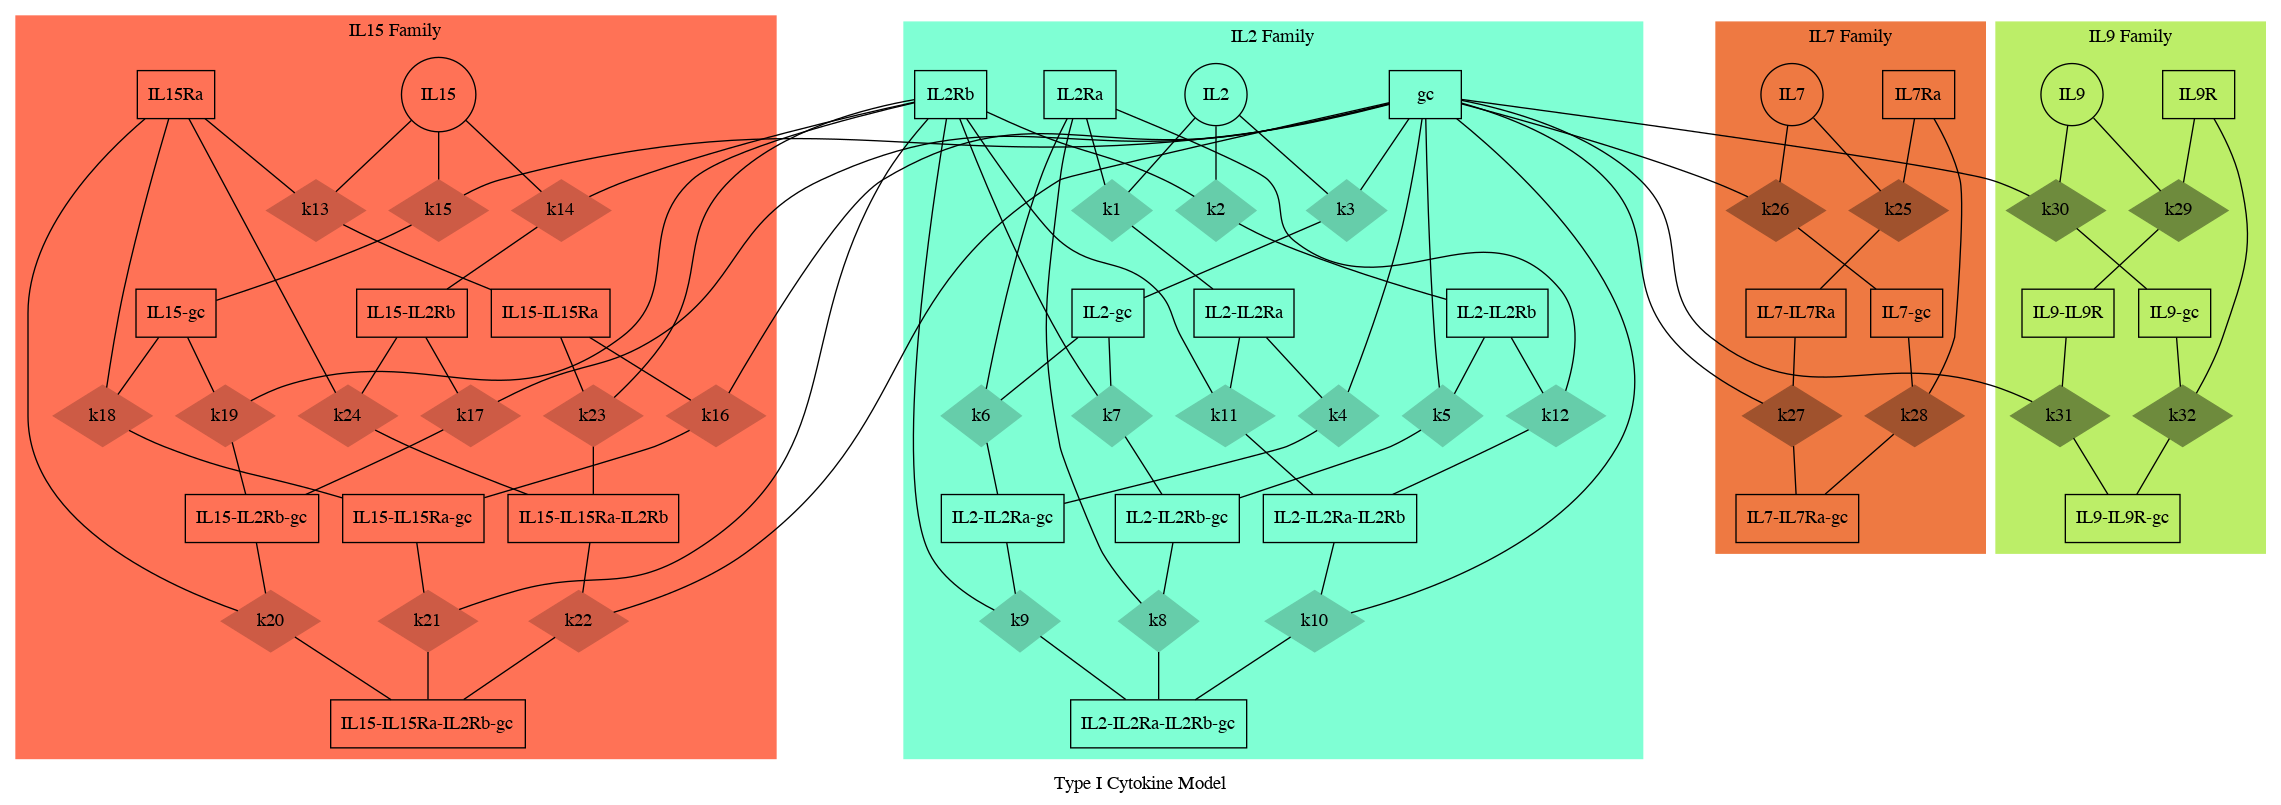 IL15 Family
IL2 Family
IL7 Family
IL9 Family
IL15Ra
IL15
IL2Rb
IL2Ra
IL2
gc
IL7
IL7Ra
IL9
IL9R
k13
k15
k14
k1
k2
k3
k26
k25
k30
k29
IL15-gc
IL15-IL2Rb
IL15-IL15Ra
IL2-gc
IL2-IL2Ra
IL2-IL2Rb
IL7-IL7Ra
IL7-gc
IL9-IL9R
IL9-gc
k18
k19
k24
k17
k23
k16
k6
k7
k11
k4
k5
k12
k27
k28
k31
k32
IL15-IL2Rb-gc
IL15-IL15Ra-gc
IL15-IL15Ra-IL2Rb
IL2-IL2Ra-gc
IL2-IL2Rb-gc
IL2-IL2Ra-IL2Rb
IL7-IL7Ra-gc
IL9-IL9R-gc
k20
k21
k22
k9
k8
k10
IL15-IL15Ra-IL2Rb-gc
IL2-IL2Ra-IL2Rb-gc
Type I Cytokine Model